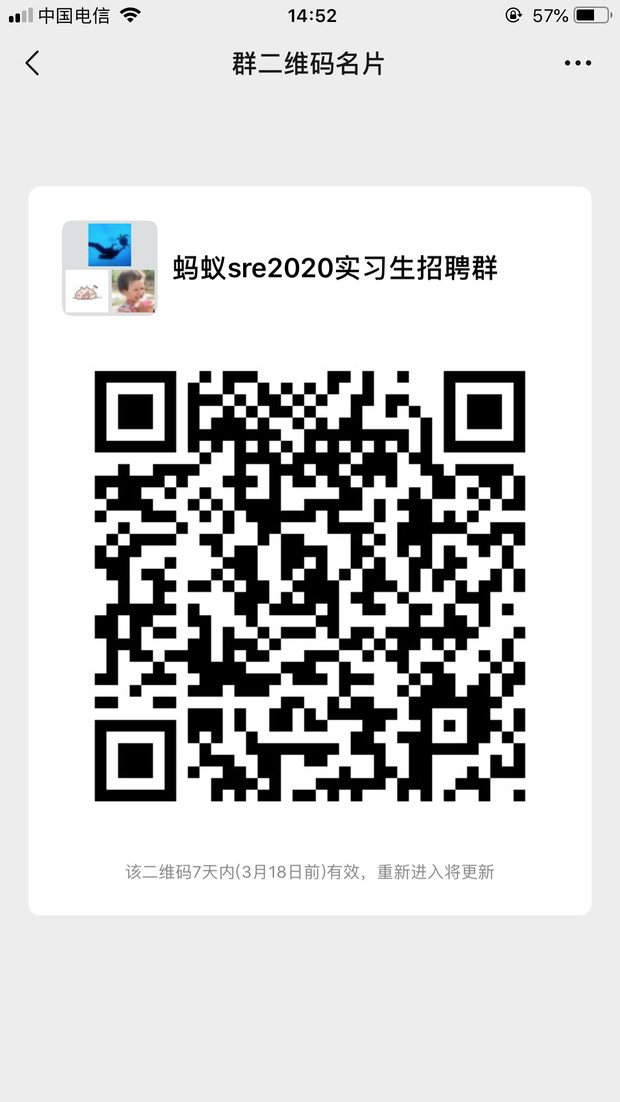 中国电信 14:52 57%
群二维码名片
蚂蚁sre2020实习生招聘群
该二维码7天内(3月18日前)有效，重新进入将更新